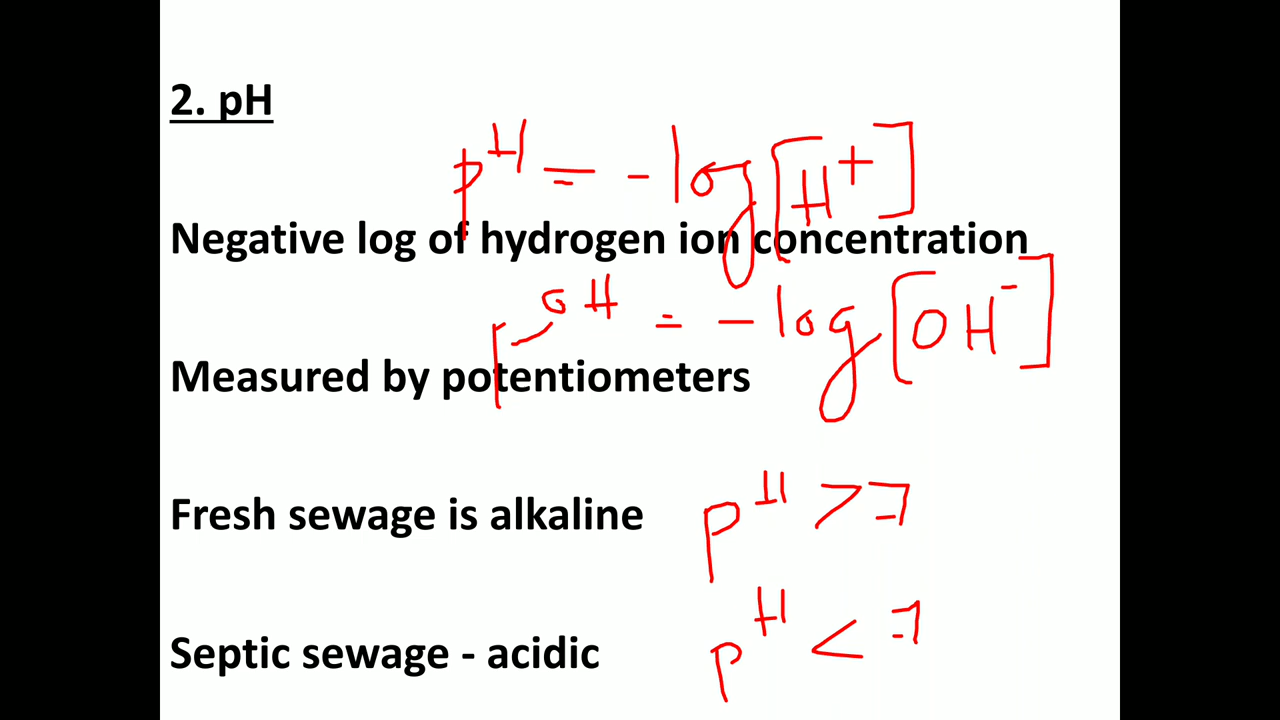 2. pH
pH = - log [H+]
Negative log of hydrogen ion concentration
pOH = - log [OH-]
Measured by potentiometers
Fresh sewage is alkaline pH > 7
Septic sewage - acidic pH < 7